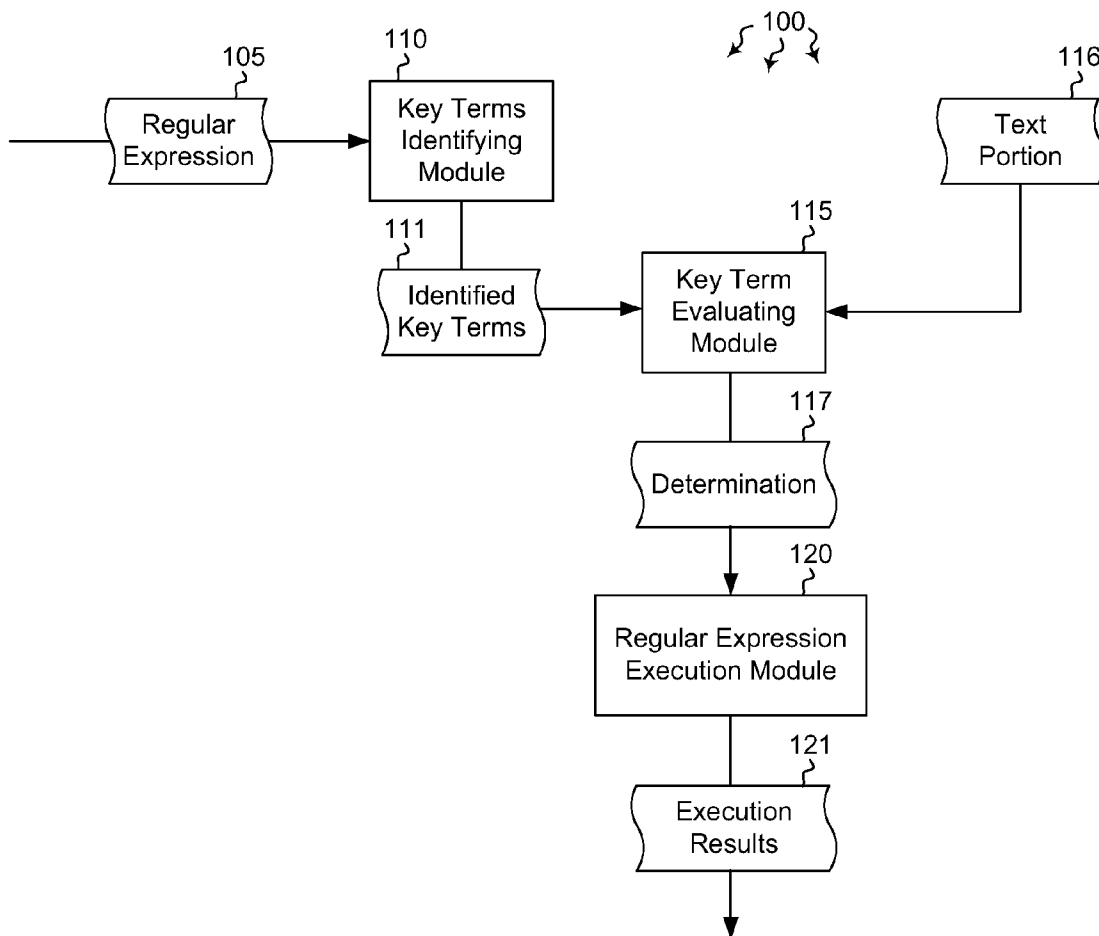 100
105
Regular
Expression
110
Key Terms
Identifying
Module
116
Text
Portion
111
Identified
Key Terms
115
Key Term
Evaluating
Module
117
Determination
120
Regular Expression
Execution Module
121
Execution
Results